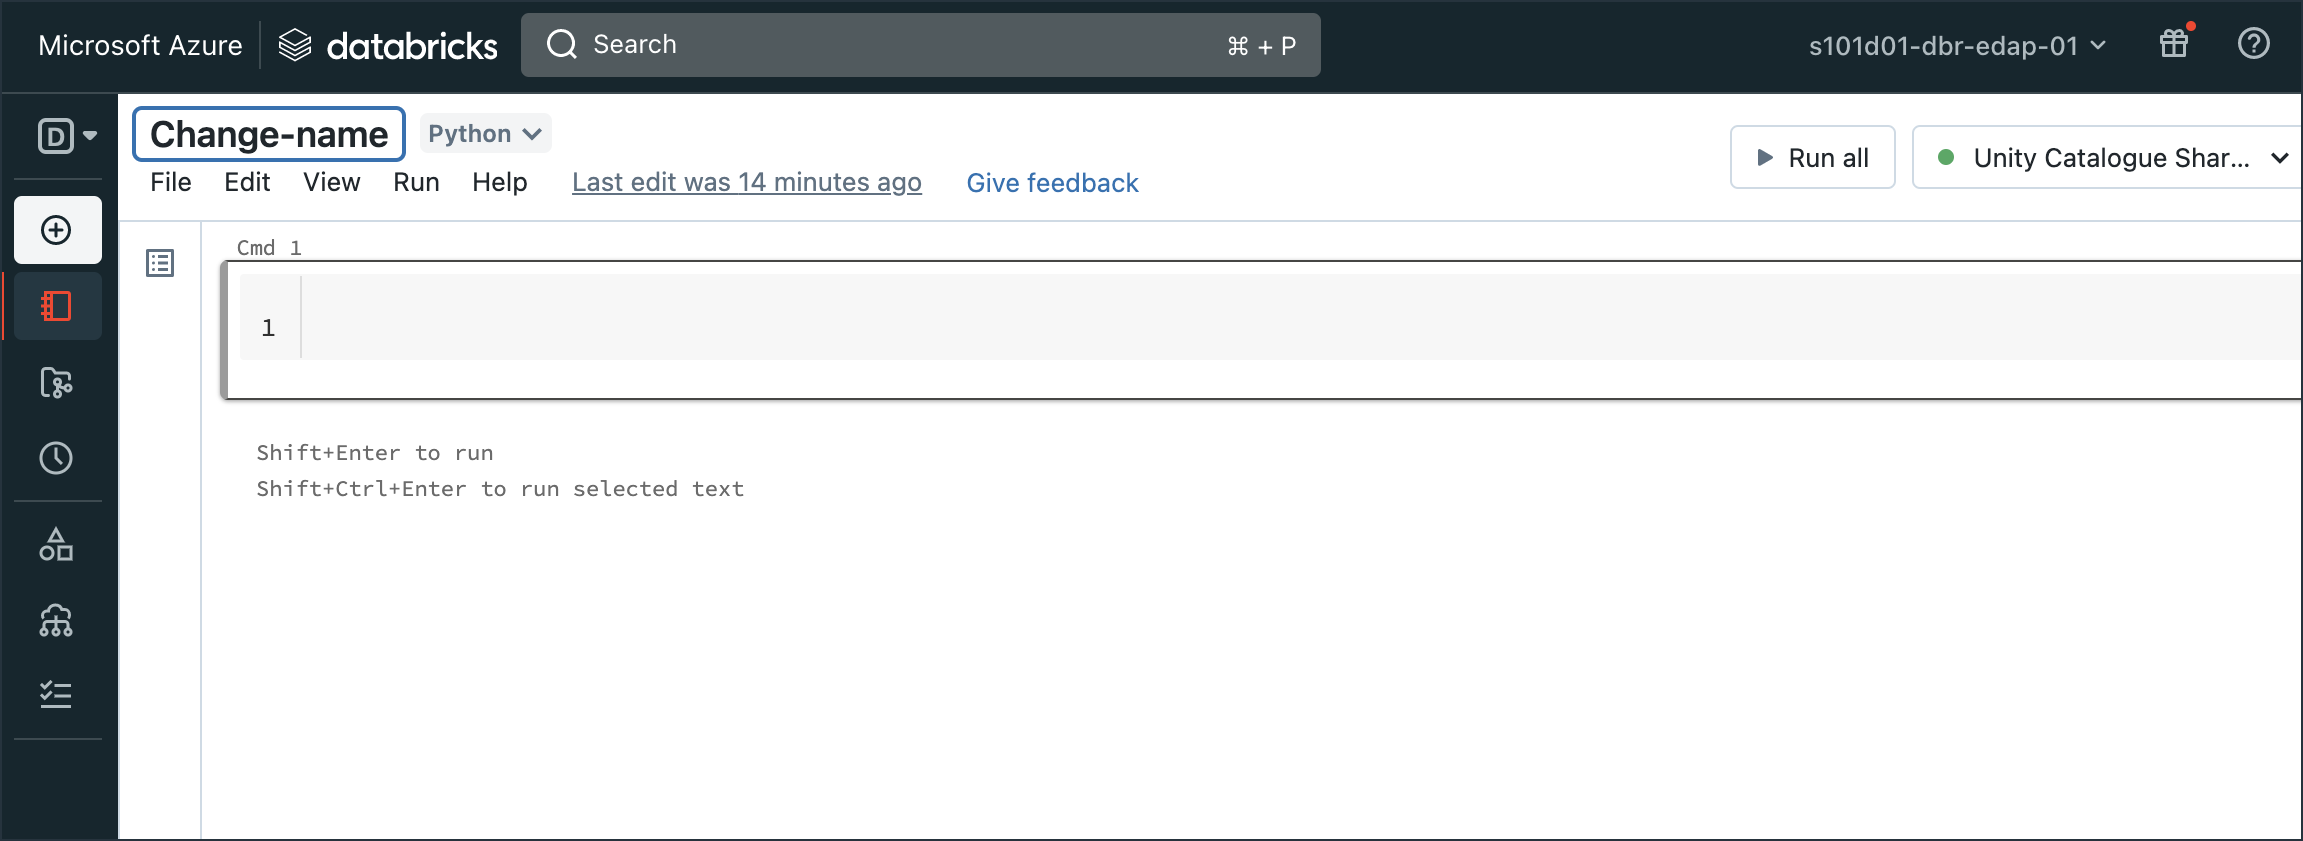 Microsoft Azure databricks Search ⌘ + P s101d01-dbr-edap-01
D Change-name Python
Run all Unity Catalogue Shar...
File Edit View Run Help Last edit was 14 minutes ago Give feedback
Cmd 1
1
Shift+Enter to run
Shift+Ctrl+Enter to run selected text